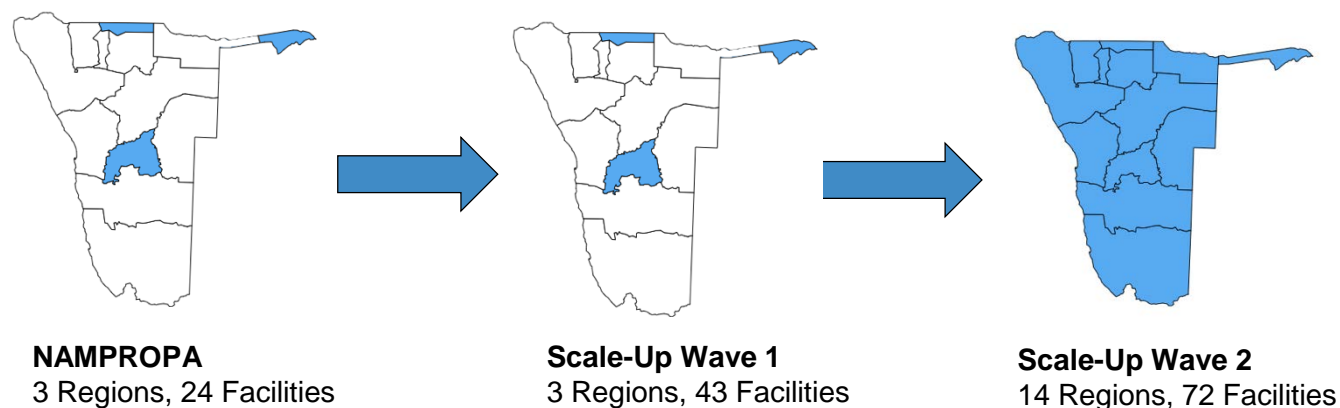 NAMPROPA
3 Regions, 24 Facilities
Scale-Up Wave 1
3 Regions, 43 Facilities
Scale-Up Wave 2
14 Regions, 72 Facilities